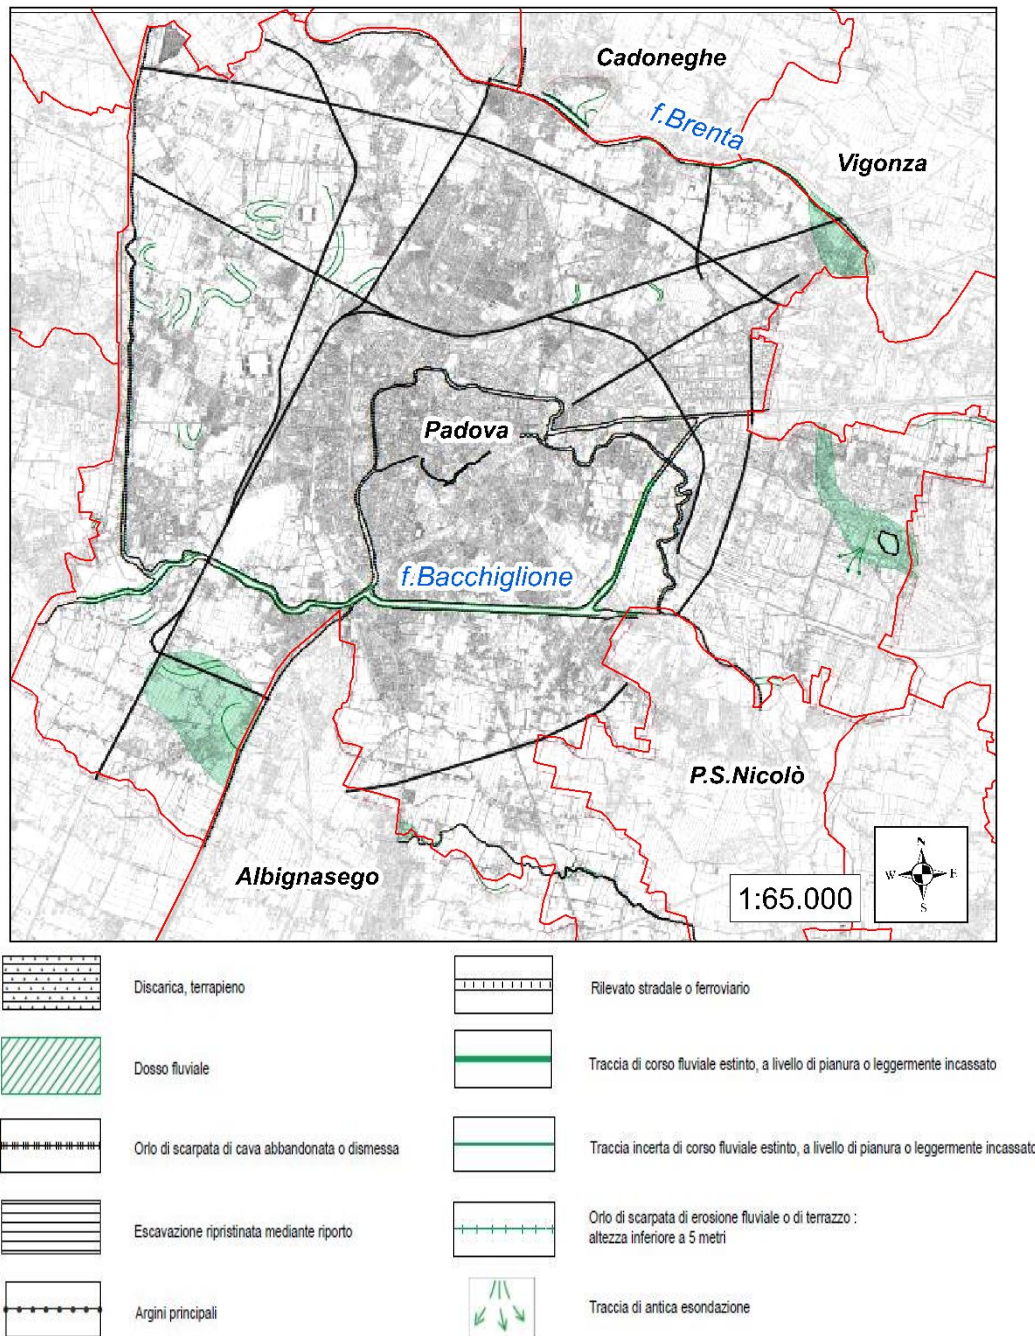 Cadoneghe
f.Brenta
Vigonza
Padova
f.Bacchiglione
P.S.Nicolò
Albignasego
1:65.000
N
W E
S
Discarica, terrapieno
Rilevato stradale o ferroviario
Dosso fluviale
Traccia di corso fluviale estinto, a livello di pianura o leggermente incassato
Orlo di scarpata di cava abbandonata o dismessa
Traccia incerta di corso fluviale estinto, a livello di pianura o leggermente incassato
Escavazione ripristinata mediante riporto
Orlo di scarpata di erosione fluviale o di terrazzo :
altezza inferiore a 5 metri
Argini principali
Traccia di antica esondazione